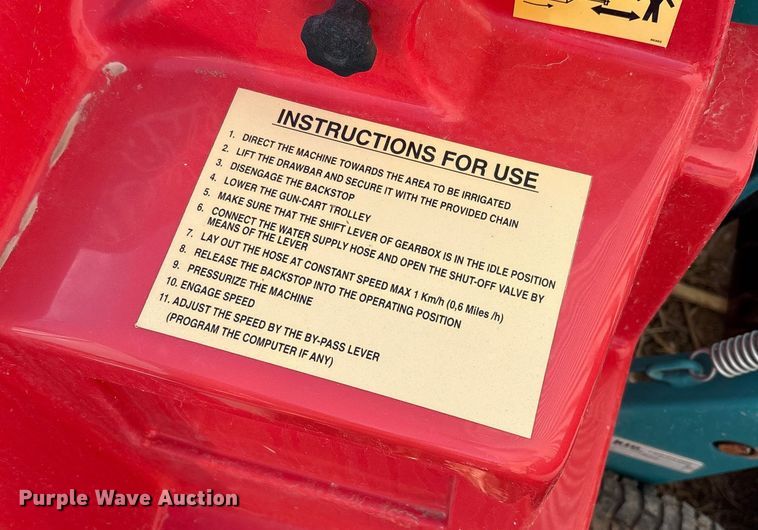 INSTRUCTIONS FOR USE
1. DIRECT THE MACHINE TOWARDS THE AREA TO BE IRRIGATED
2. LIFT THE DRAWBAR AND SECURE IT WITH THE PROVIDED CHAIN
3. DISENGAGE THE BACKSTOP
4. LOWER THE GUN-CART TROLLEY
5. MAKE SURE THAT THE SHIFT LEVER OF GEARBOX IS IN THE IDLE POSITION
6. CONNECT THE WATER SUPPLY HOSE AND OPEN THE SHUT-OFF VALVE BY
MEANS OF THE LEVER
7. LAY OUT THE HOSE AT CONSTANT SPEED MAX 1 Km/h (0,6 Miles /h)
8. RELEASE THE BACKSTOP INTO THE OPERATING POSITION
9. PRESSURIZE THE MACHINE
10. ENGAGE SPEED
11. ADJUST THE SPEED BY THE BY-PASS LEVER
(PROGRAM THE COMPUTER IF ANY)
Purple Wave Auction